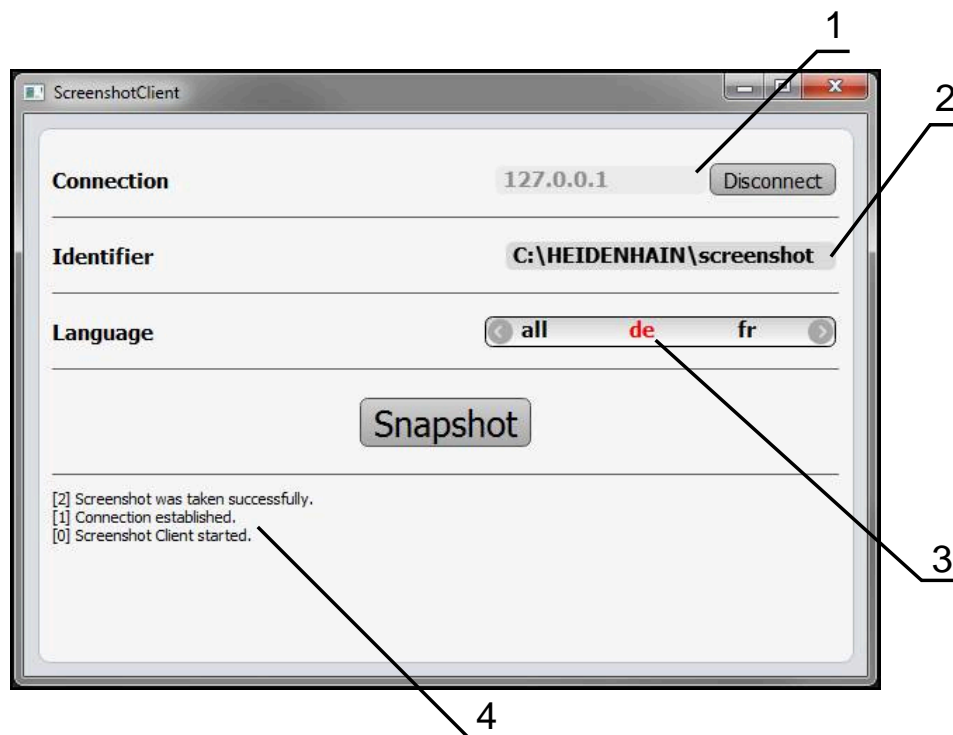 1
ScreenshotClient
2
Connection 127.0.0.1 Disconnect
Identifier C:\HEIDENHAIN\screenshot
Language all de fr
Snapshot
[2] Screenshot was taken successfully.
[1] Connection established.
[0] Screenshot Client started.
3
4